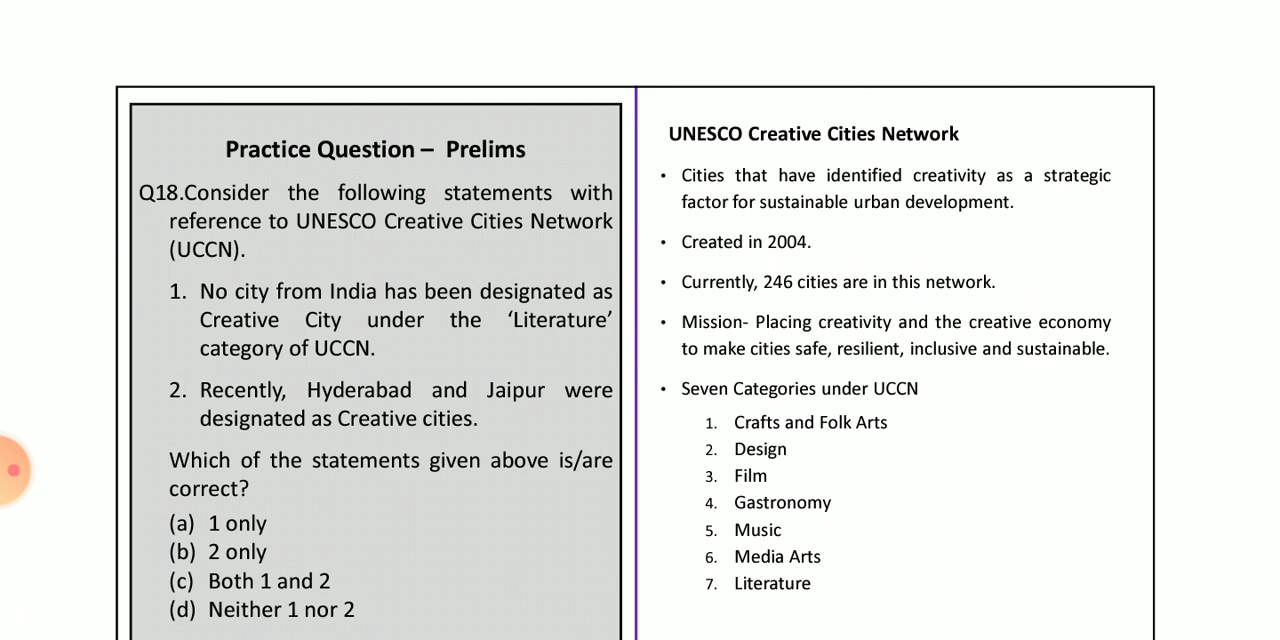 Practice Question – Prelims
Q18.Consider the following statements with
reference to UNESCO Creative Cities Network
(UCCN).
1. No city from India has been designated as
Creative City under the ‘Literature’
category of UCCN.
2. Recently, Hyderabad and Jaipur were
designated as Creative cities.
Which of the statements given above is/are
correct?
(a) 1 only
(b) 2 only
(c) Both 1 and 2
(d) Neither 1 nor 2
UNESCO Creative Cities Network
• Cities that have identified creativity as a strategic
factor for sustainable urban development.
• Created in 2004.
• Currently, 246 cities are in this network.
• Mission- Placing creativity and the creative economy
to make cities safe, resilient, inclusive and sustainable.
• Seven Categories under UCCN
1. Crafts and Folk Arts
2. Design
3. Film
4. Gastronomy
5. Music
6. Media Arts
7. Literature